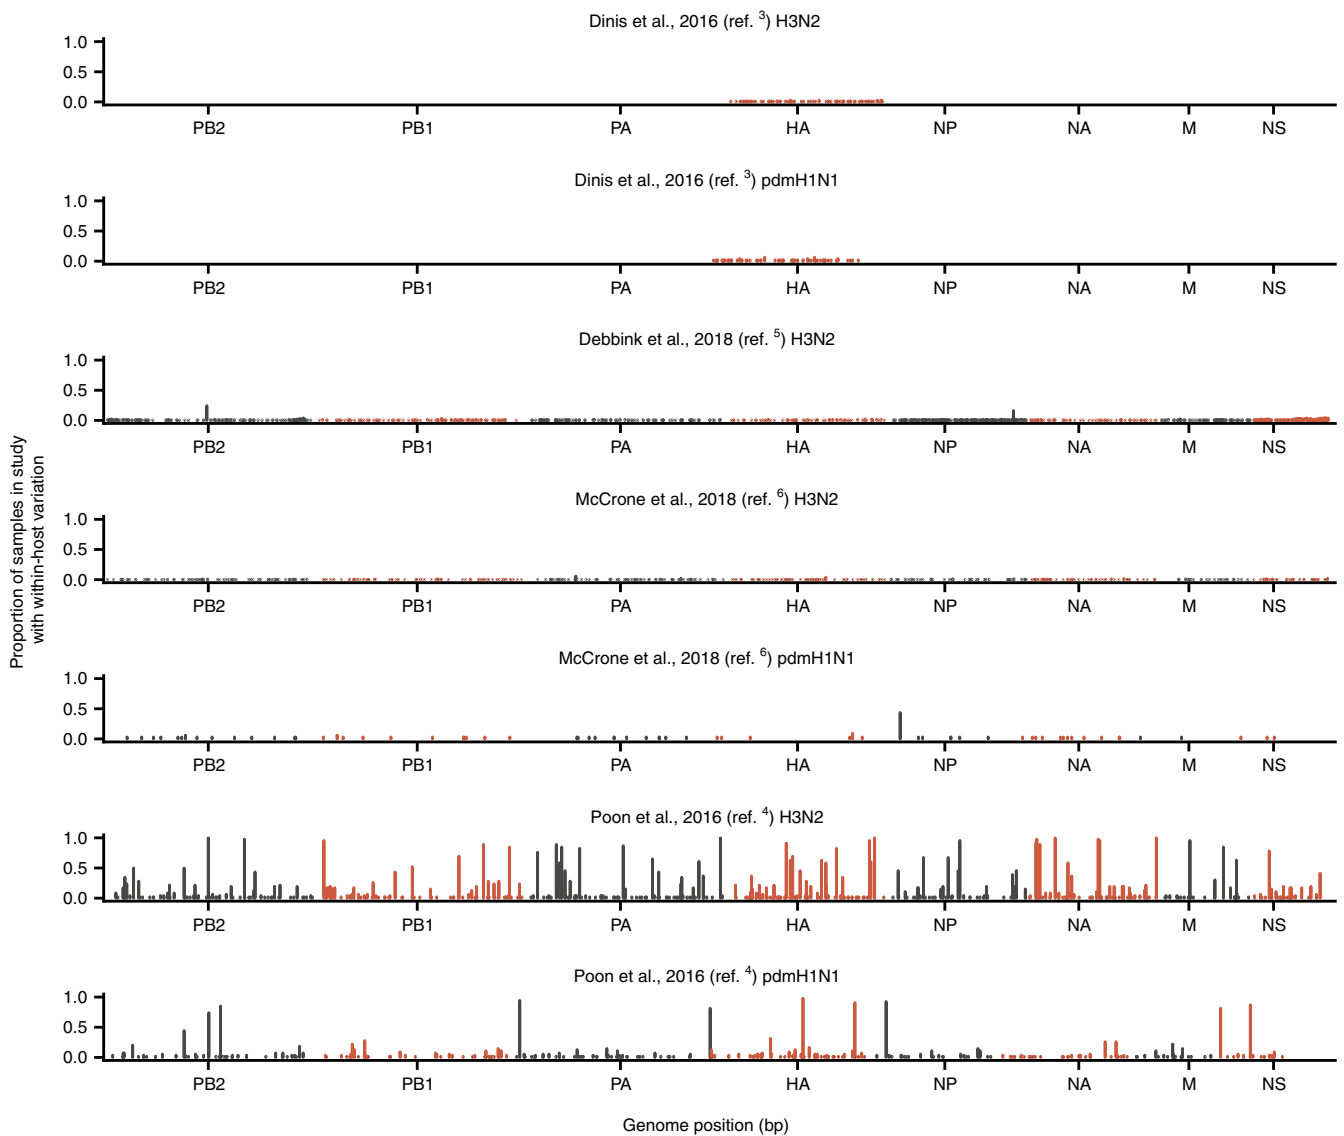 Dinis et al., 2016 (ref. 3) H3N2
1.0
0.5
0.0
PB2 PB1 PA HA NP NA M NS
Dinis et al., 2016 (ref. 3) pdmH1N1
1.0
0.5
0.0
PB2 PB1 PA HA NP NA M NS
Debbink et al., 2018 (ref. 5) H3N2
1.0
0.5
0.0
PB2 PB1 PA HA NP NA M NS
Proportion of samples in study
with within-host variation
McCrone et al., 2018 (ref. 6) H3N2
1.0
0.5
0.0
PB2 PB1 PA HA NP NA M NS
McCrone et al., 2018 (ref. 6) pdmH1N1
1.0
0.5
0.0
PB2 PB1 PA HA NP NA M NS
Poon et al., 2016 (ref. 4) H3N2
1.0
0.5
0.0
PB2 PB1 PA HA NP NA M NS
Poon et al., 2016 (ref. 4) pdmH1N1
1.0
0.5
0.0
PB2 PB1 PA HA NP NA M NS
Genome position (bp)